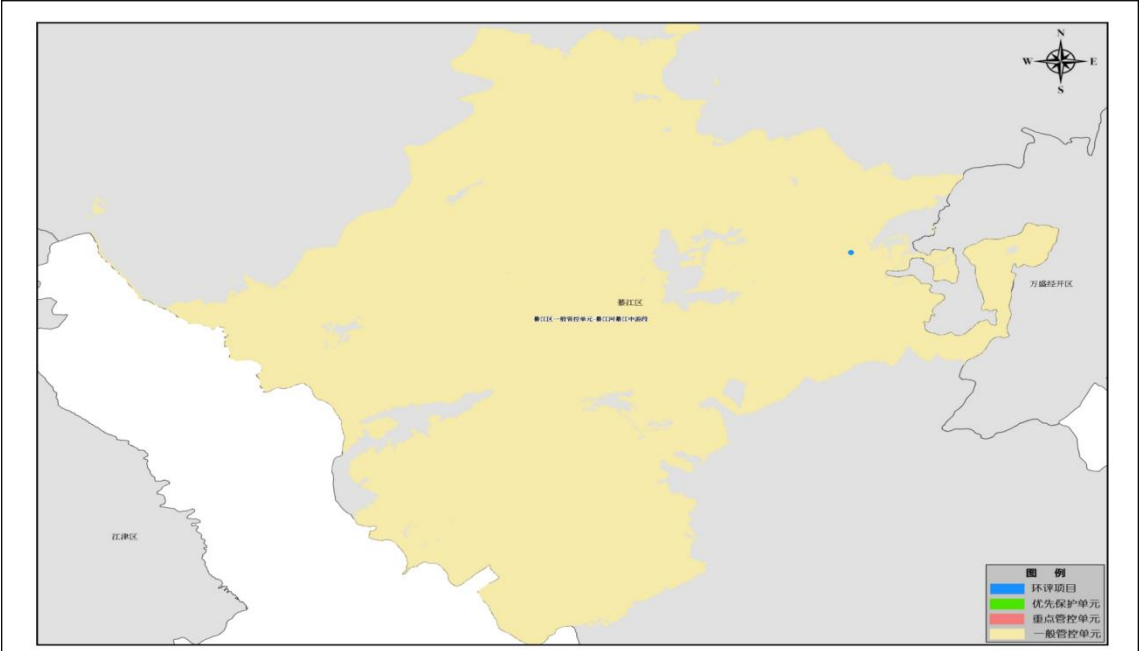 N
W E
S
万盛经开区
綦江区
綦江区一般管控单元-綦江河綦江中游段
江津区
图 例
环评项目
优先保护单元
重点管控单元
一般管控单元